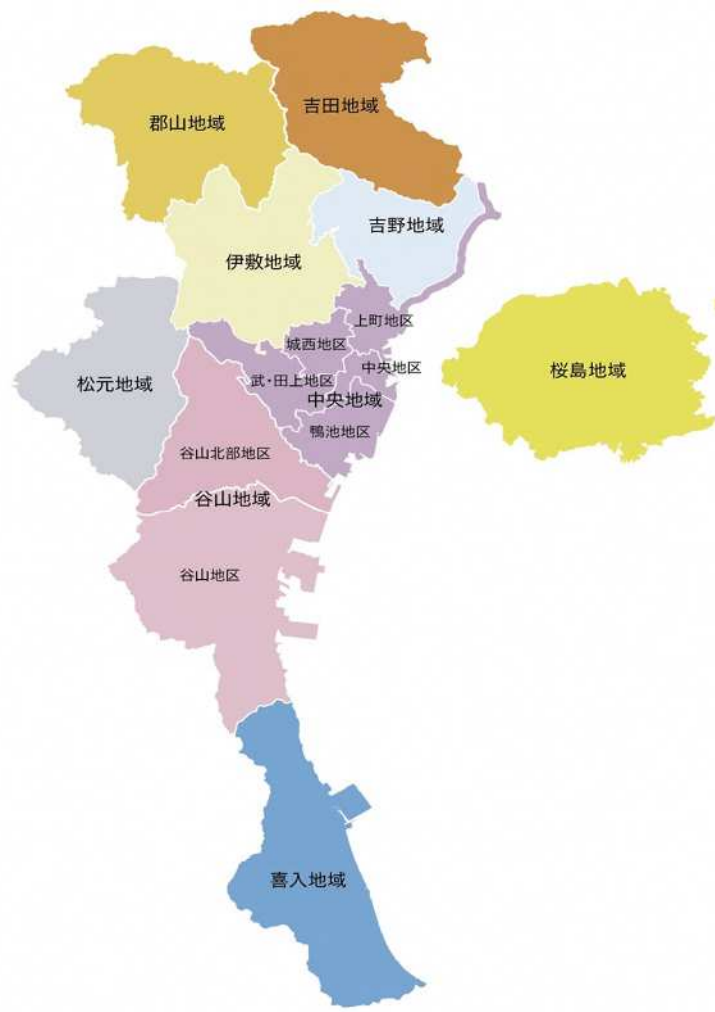 吉田地域
郡山地域
吉野地域
伊敷地域
上町地区
城西地区
中央地区
桜島地域
武・田上地区
松元地域
中央地域
鴨池地区
谷山北部地区
谷山地域
谷山地区
喜入地域